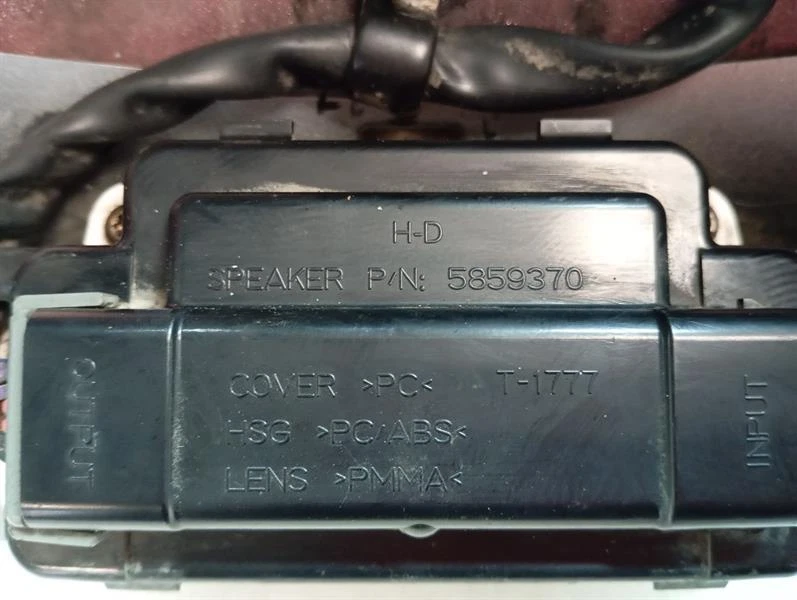 H-D
SPEAKER P/N: 5859370
COVER >PC< T-1777
HSG >PC/ABS<
LENS >PMMA<
OUTPUT
INPUT